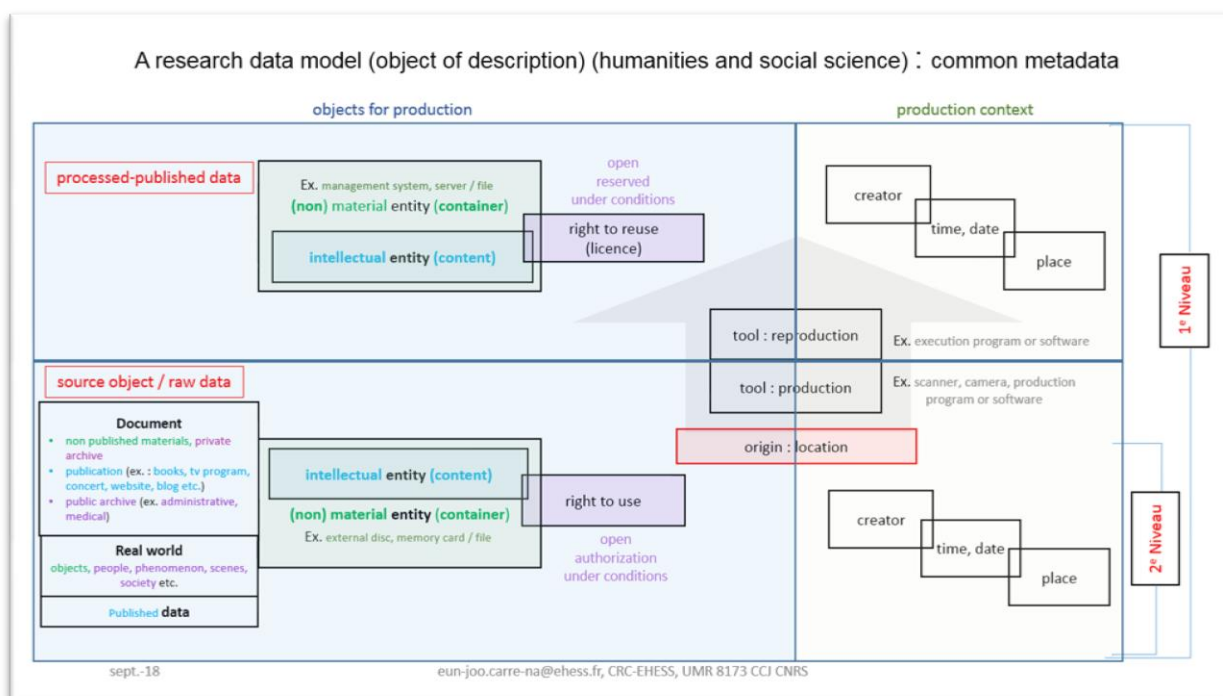 A research data model (object of description) (humanities and social science) : common metadata
objects for production
production context
processed-published data
Ex. management system, server / file
(non) material entity (container)
intellectual entity (content)
open
reserved
under conditions
right to reuse
(licence)
creator
time, date
place
tool : reproduction
Ex. execution program or software
1e Niveau
source object / raw data
tool : production
Ex. scanner, camera, production
program or software
origin : location
Document
• non published materials, private
archive
• publication (ex. : books, tv program,
concert, website, blog etc.)
• public archive (ex. administrative,
medical)
Real world
objects, people, phenomenon, scenes,
society etc.
Published data
intellectual entity (content)
(non) material entity (container)
Ex. external disc, memory card / file
right to use
open
authorization
under conditions
creator
time, date
place
2e Niveau
sept.-18
eun-joo.carre-na@ehess.fr, CRC-EHESS, UMR 8173 CCJ CNRS